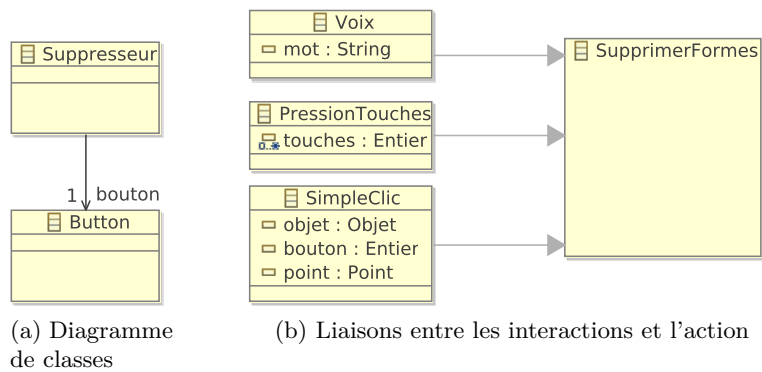 Suppresseur
1 bouton
Button
(a) Diagramme
de classes
Voix
mot : String
PressionTouches
0..*
touches : Entier
SimpleClic
objet : Objet
bouton : Entier
point : Point
SupprimerFormes
(b) Liaisons entre les interactions et l'action